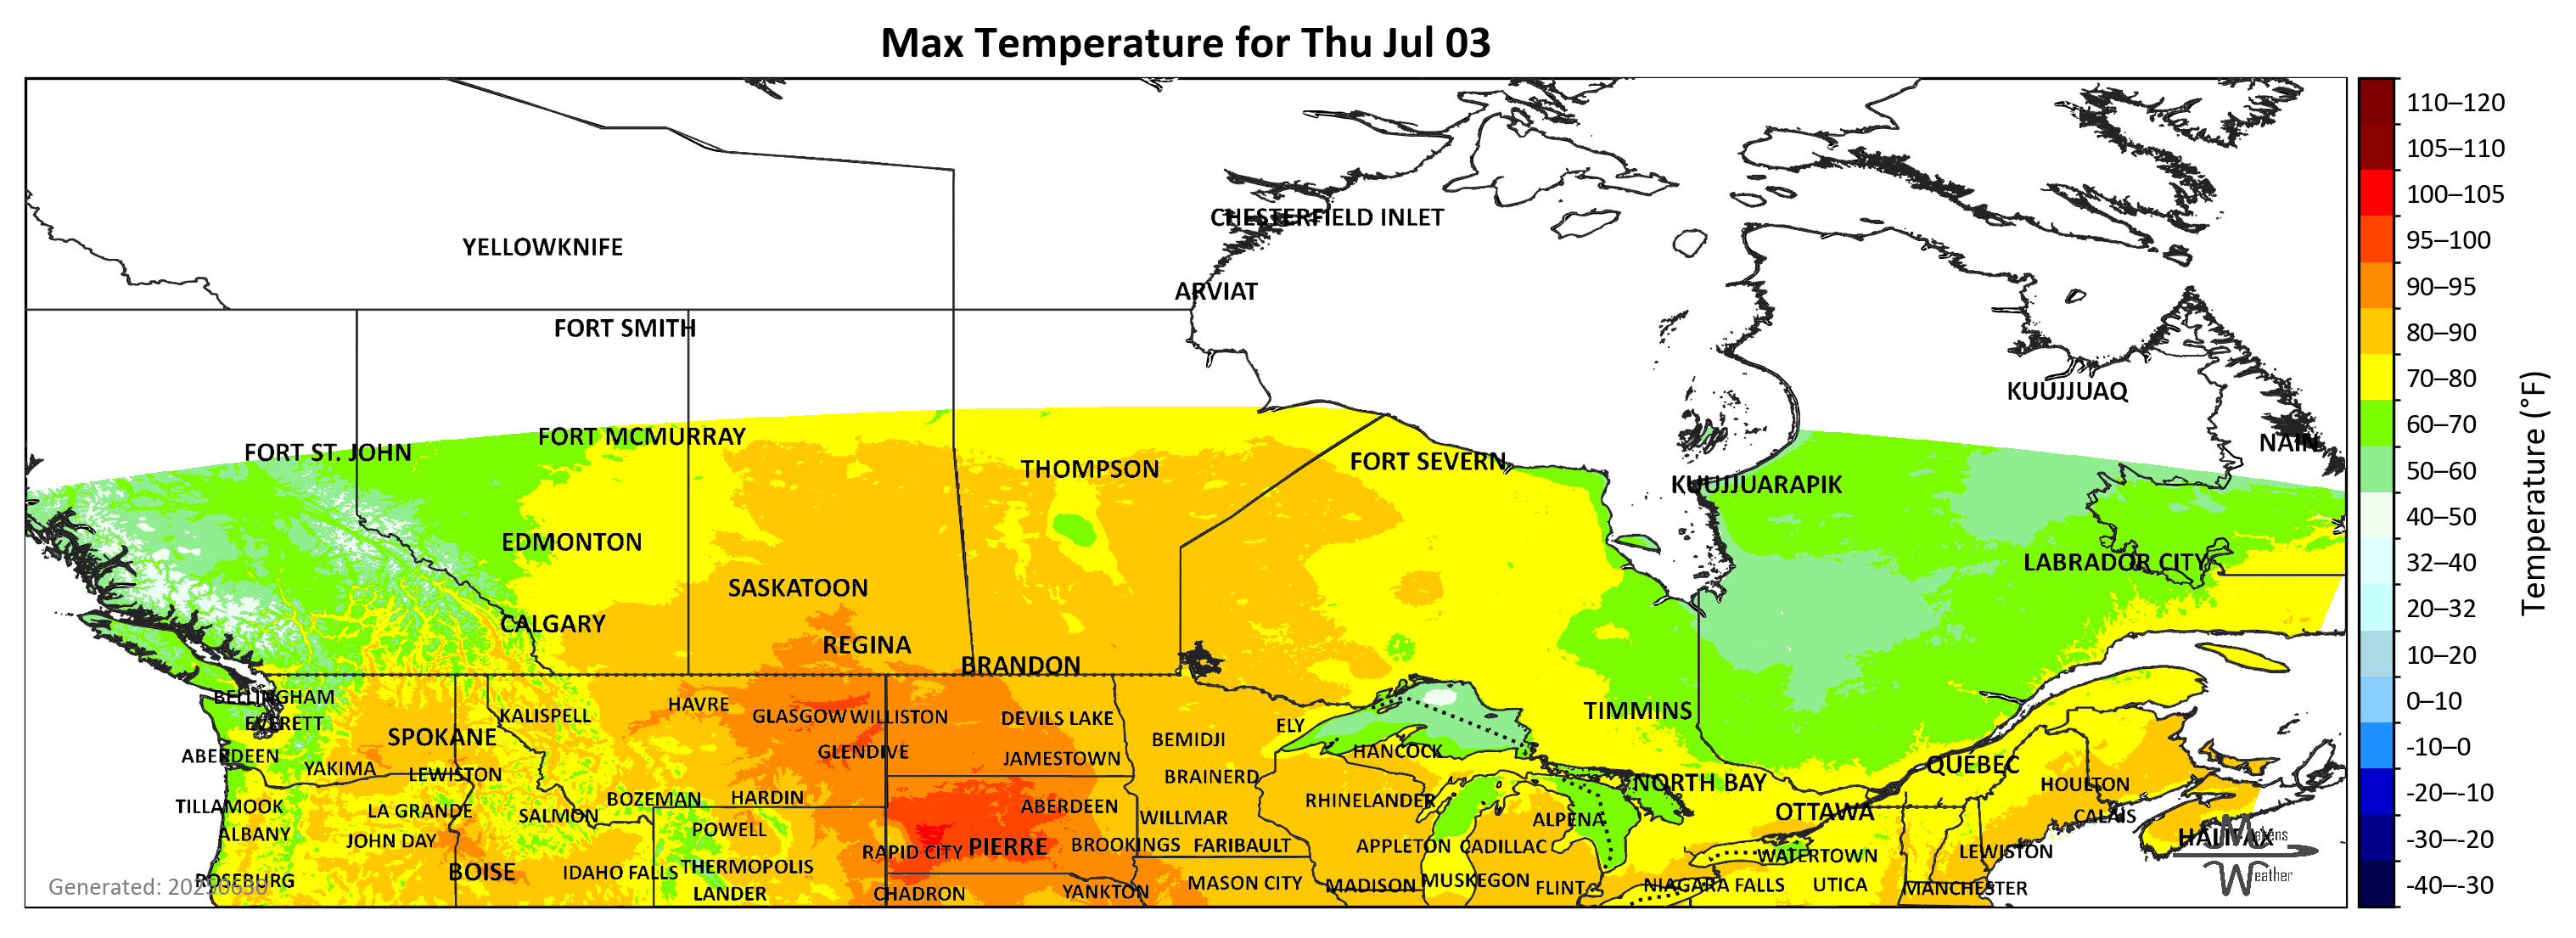 Max Temperature for Thu Jul 03
110–120
105–110
CHESTERFIELD INLET
100–105
YELLOWKNIFE
95–100
ARVIAT
90–95
FORT SMITH
80–90
KUUJJUAQ
70–80
FORT MCMURRAY
60–70
FORT ST. JOHN
NAIN
THOMPSON
FORT SEVERN
50–60
KUUJJUARAPIK
40–50
EDMONTON
LABRADOR CITY
32–40
SASKATOON
20–32
CALGARY
REGINA
BRANDON
10–20
BELLINGHAM
HAVRE
0–10
KALISPELL
GLASGOW
WILLISTON
DEVILS LAKE
TIMMINS
EVERETT
ELY
SPOKANE
BEMIDJI
-10–0
ABERDEEN
GLENDIVE
JAMESTOWN
HANCOCK
QUEBEC
YAKIMA
LEWISTON
BRAINERD
NORTH BAY
HOULTON
-20–-10
TILLAMOOK
LA GRANDE
SALMON
BOZEMAN
HARDIN
ABERDEEN
RHINELANDER
OTTAWA
CALAIS
ALBANY
JOHN DAY
POWELL
WILLMAR
ALPENA
HALIFAX
Makens
Weather
-30–-20
BOISE
IDAHO FALLS
THERMOPOLIS
RAPID CITY
PIERRE
BROOKINGS
FARIBAULT
APPLETON
CADILLAC
WATERTOWN
LEWISTON
ROSEBURG
LANDER
CHADRON
YANKTON
MASON CITY
MADISON
MUSKEGON
FLINT
NIAGARA FALLS
UTICA
MANCHESTER
-40–-30
Generated: 20250630
Temperature (°F)